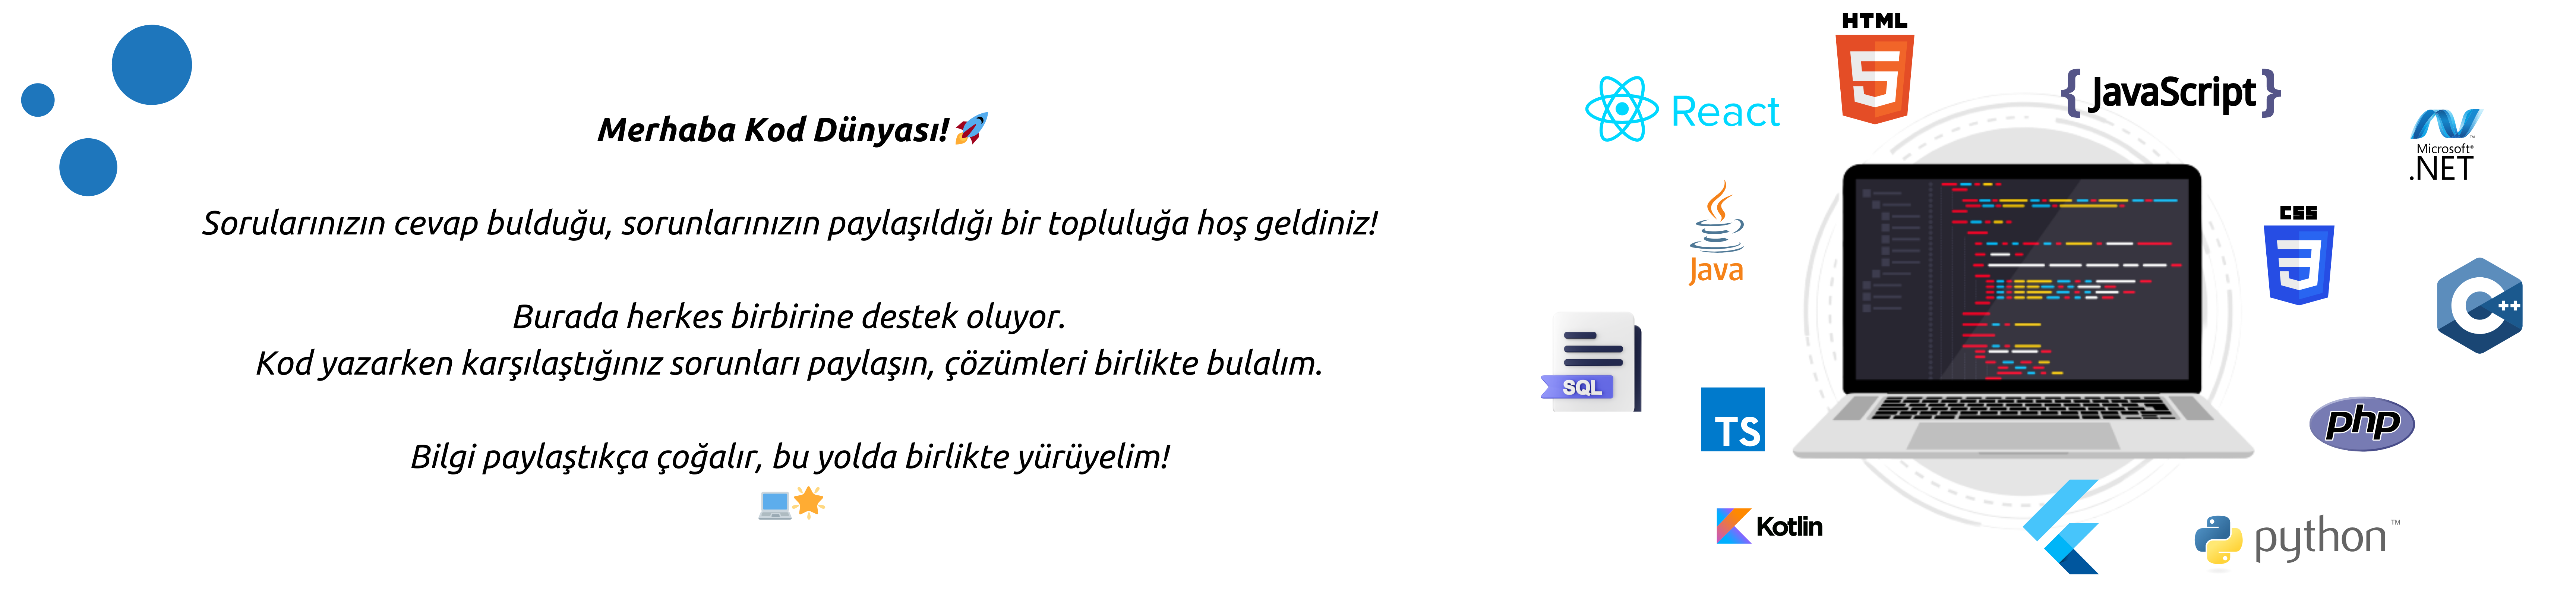 Merhaba Kod Dünyası!🚀
Sorularınızın cevap bulduğu, sorunlarınızın paylaşıldığı bir topluluğa hoş geldiniz!
Burada herkes birbirine destek oluyor.
Kod yazarken karşılaştığınız sorunları paylaşın, çözümleri birlikte bulalım.
Bilgi paylaştıkça çoğalır, bu yolda birlikte yürüyelim!
💻🌟
HTML
5
React
{JavaScript}
Microsoft®
.NET™
Java
CSS
3
C++
SQL
TS
php
Kotlin
python™